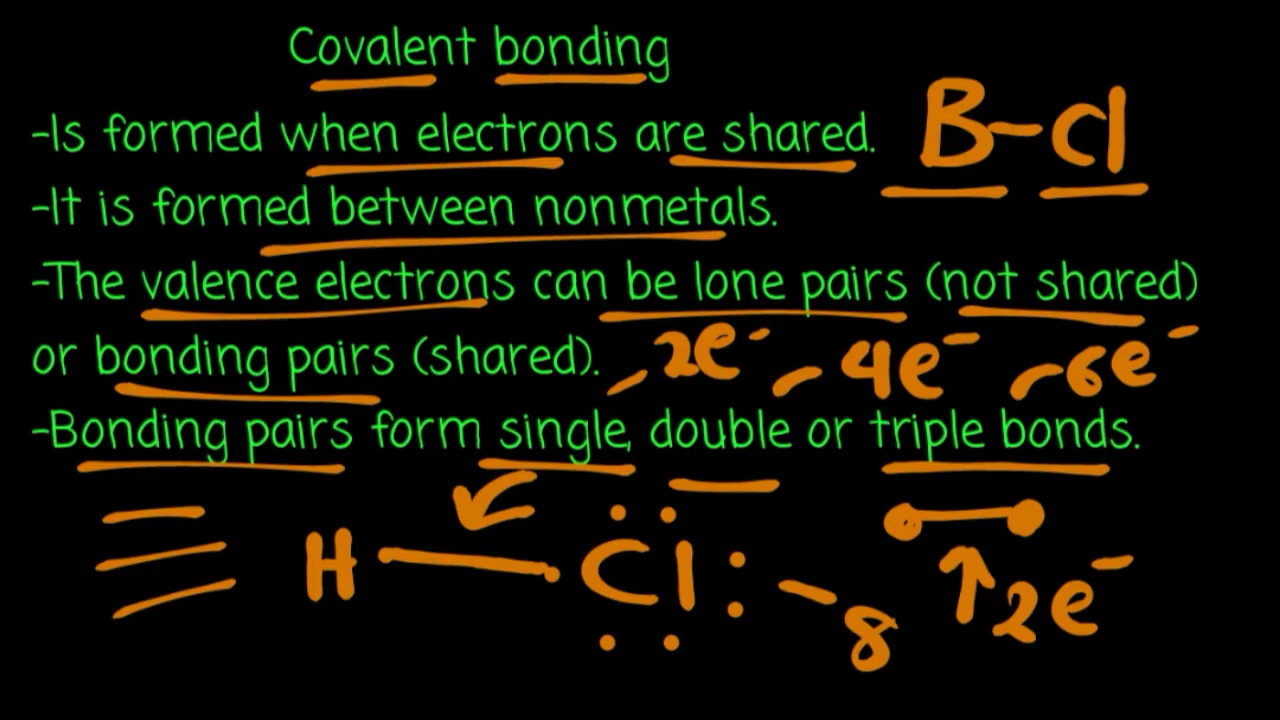 Covalent bonding
-Is formed when electrons are shared.
B-Cl
-It is formed between nonmetals.
-The valence electrons can be lone pairs (not shared)
or bonding pairs (shared).
2e⁻ 4e⁻ 6e⁻
-Bonding pairs form single, double or triple bonds.
H Cl 8
2e⁻